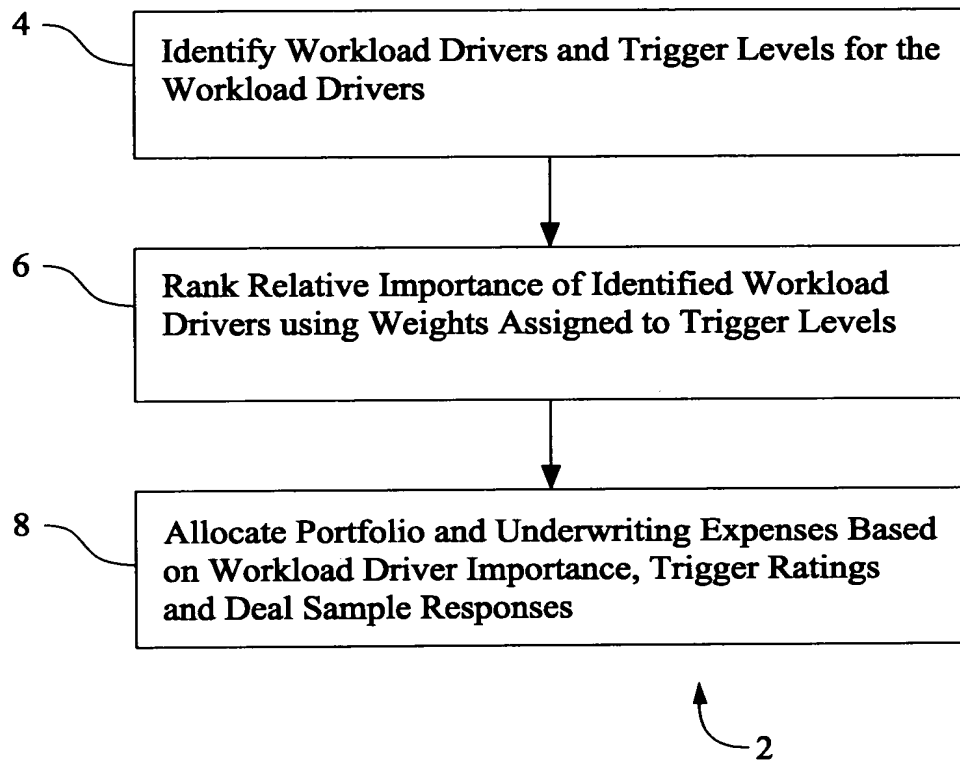 4
Identify Workload Drivers and Trigger Levels for the
Workload Drivers
6
Rank Relative Importance of Identified Workload
Drivers using Weights Assigned to Trigger Levels
8
Allocate Portfolio and Underwriting Expenses Based
on Workload Driver Importance, Trigger Ratings
and Deal Sample Responses
2